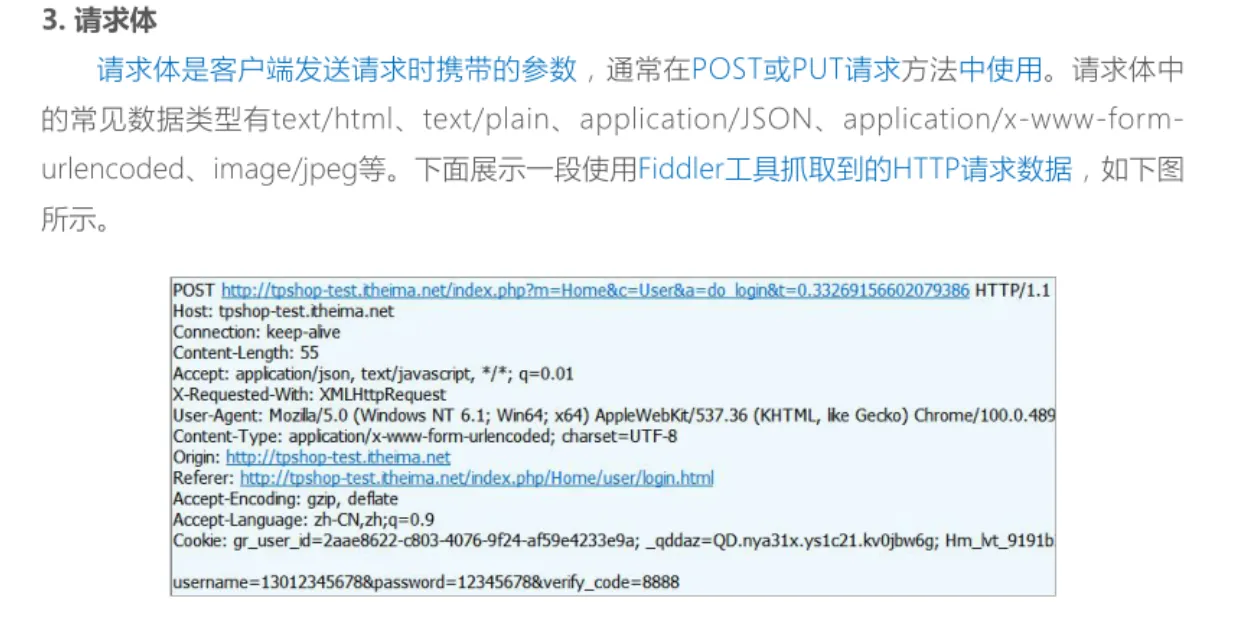 3. 请求体
请求体是客户端发送请求时携带的参数，通常在POST或PUT请求方法中使用。请求体中
的常见数据类型有text/html、text/plain、application/JSON、application/x-www-form-
urlencoded、image/jpeg等。下面展示一段使用Fiddler工具抓取到的HTTP请求数据，如下图
所示。
POST http://tpshop-test.itheima.net/index.php?m=Home&c=User&a=do_login&t=0.33269156602079386 HTTP/1.1
Host: tpshop-test.itheima.net
Connection: keep-alive
Content-Length: 55
Accept: application/json, text/javascript, */*; q=0.01
X-Requested-With: XMLHttpRequest
User-Agent: Mozilla/5.0 (Windows NT 6.1; Win64; x64) AppleWebKit/537.36 (KHTML, like Gecko) Chrome/100.0.489
Content-Type: application/x-www-form-urlencoded; charset=UTF-8
Origin: http://tpshop-test.itheima.net
Referer: http://tpshop-test.itheima.net/index.php/Home/user/login.html
Accept-Encoding: gzip, deflate
Accept-Language: zh-CN,zh;q=0.9
Cookie: gr_user_id=2aae8622-c803-4076-9f24-af59e4233e9a; _qddaz=QD.nya31x.ys1c21.kv0jbw6g; Hm_lvt_9191b
username=13012345678&password=12345678&verify_code=8888